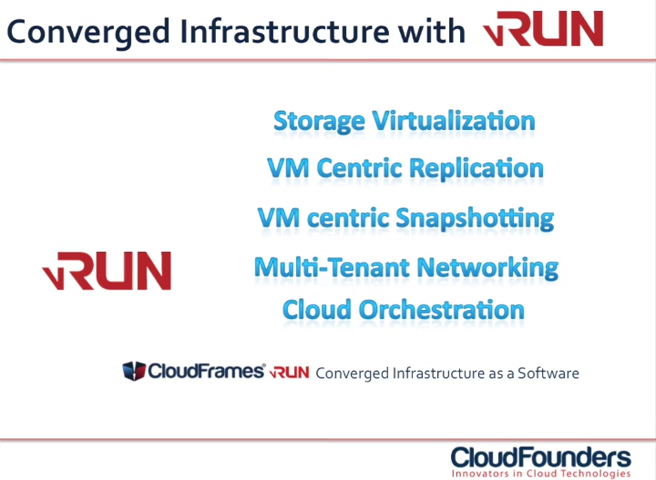 Converged Infrastructure with vRUN
Storage Virtualization
VM Centric Replication
VM centric Snapshotting
vRUN
Multi-Tenant Networking
Cloud Orchestration
CloudFrames® vRUN Converged Infrastructure as a Software
CloudFounders
Innovators in Cloud Technologies